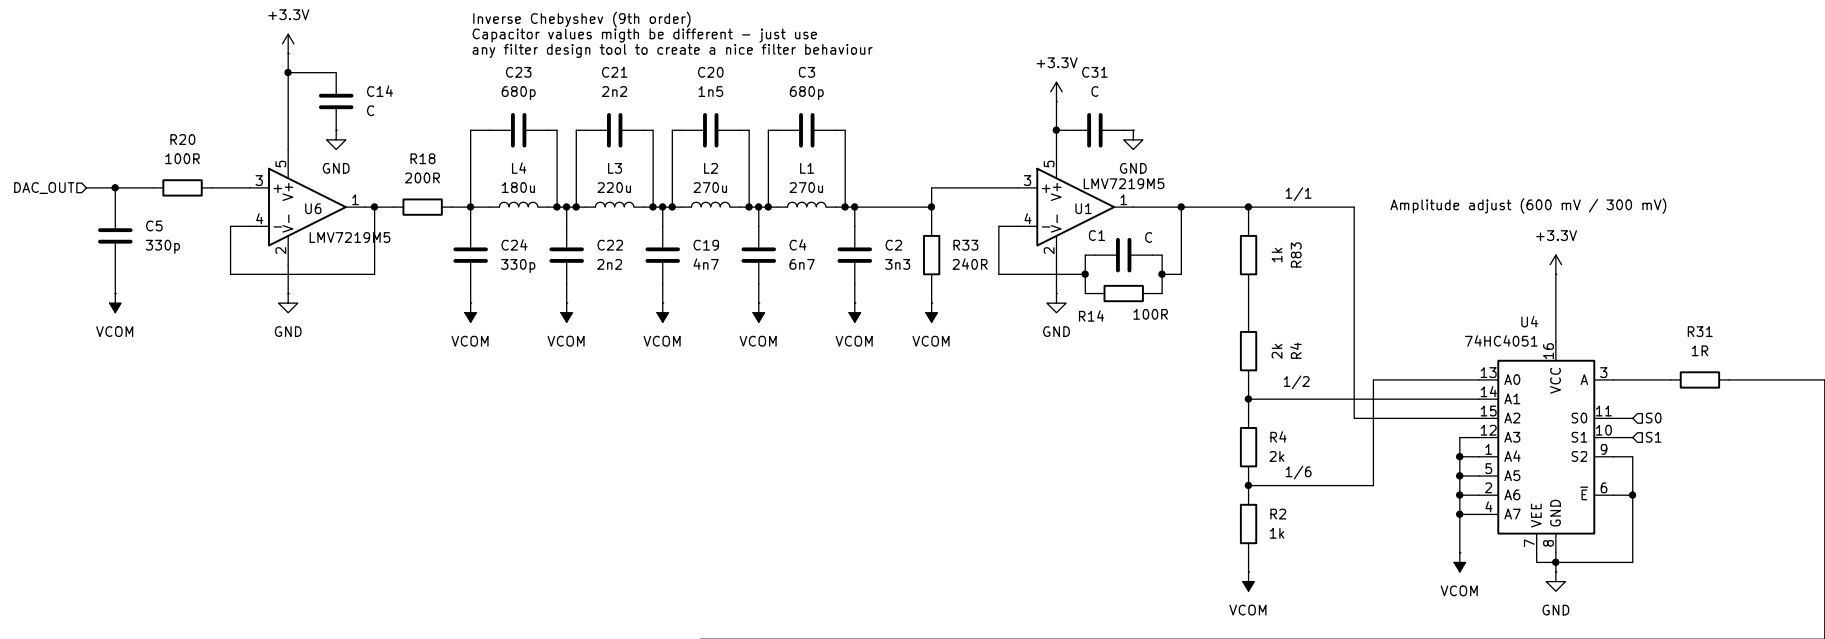 +3.3V
Inverse Chebyshev (9th order)
Capacitor values migth be different – just use
any filter design tool to create a nice filter behaviour
C23
680p
C21
2n2
C20
1n5
C3
680p
+3.3V
C31
C
C14
C
GND
R20
100R
DAC_OUT
C5
330p
VCOM
3
4
5
2
1
+
−
V+
V−
U6
LMV7219M5
GND
R18
200R
L4
180u
L3
220u
L2
270u
L1
270u
C24
330p
C22
2n2
C19
4n7
C4
6n7
C2
3n3
R33
240R
VCOM
VCOM
VCOM
VCOM
VCOM
VCOM
GND
LMV7219M5
3
4
5
2
1
+
−
V+
V−
U1
GND
C1
C
R14
100R
1/1
1k
R83
2k
R4
1/2
R4
2k
1/6
R2
1k
VCOM
Amplitude adjust (600 mV / 300 mV)
+3.3V
U4
74HC4051
16
VCC
13
A0
14
A1
15
A2
12
A3
1
A4
5
A5
2
A6
4
A7
A
3
S0
11
S0
S1
10
S1
S2
9
E
6
VEE
GND
7
8
VCOM
GND
R31
1R